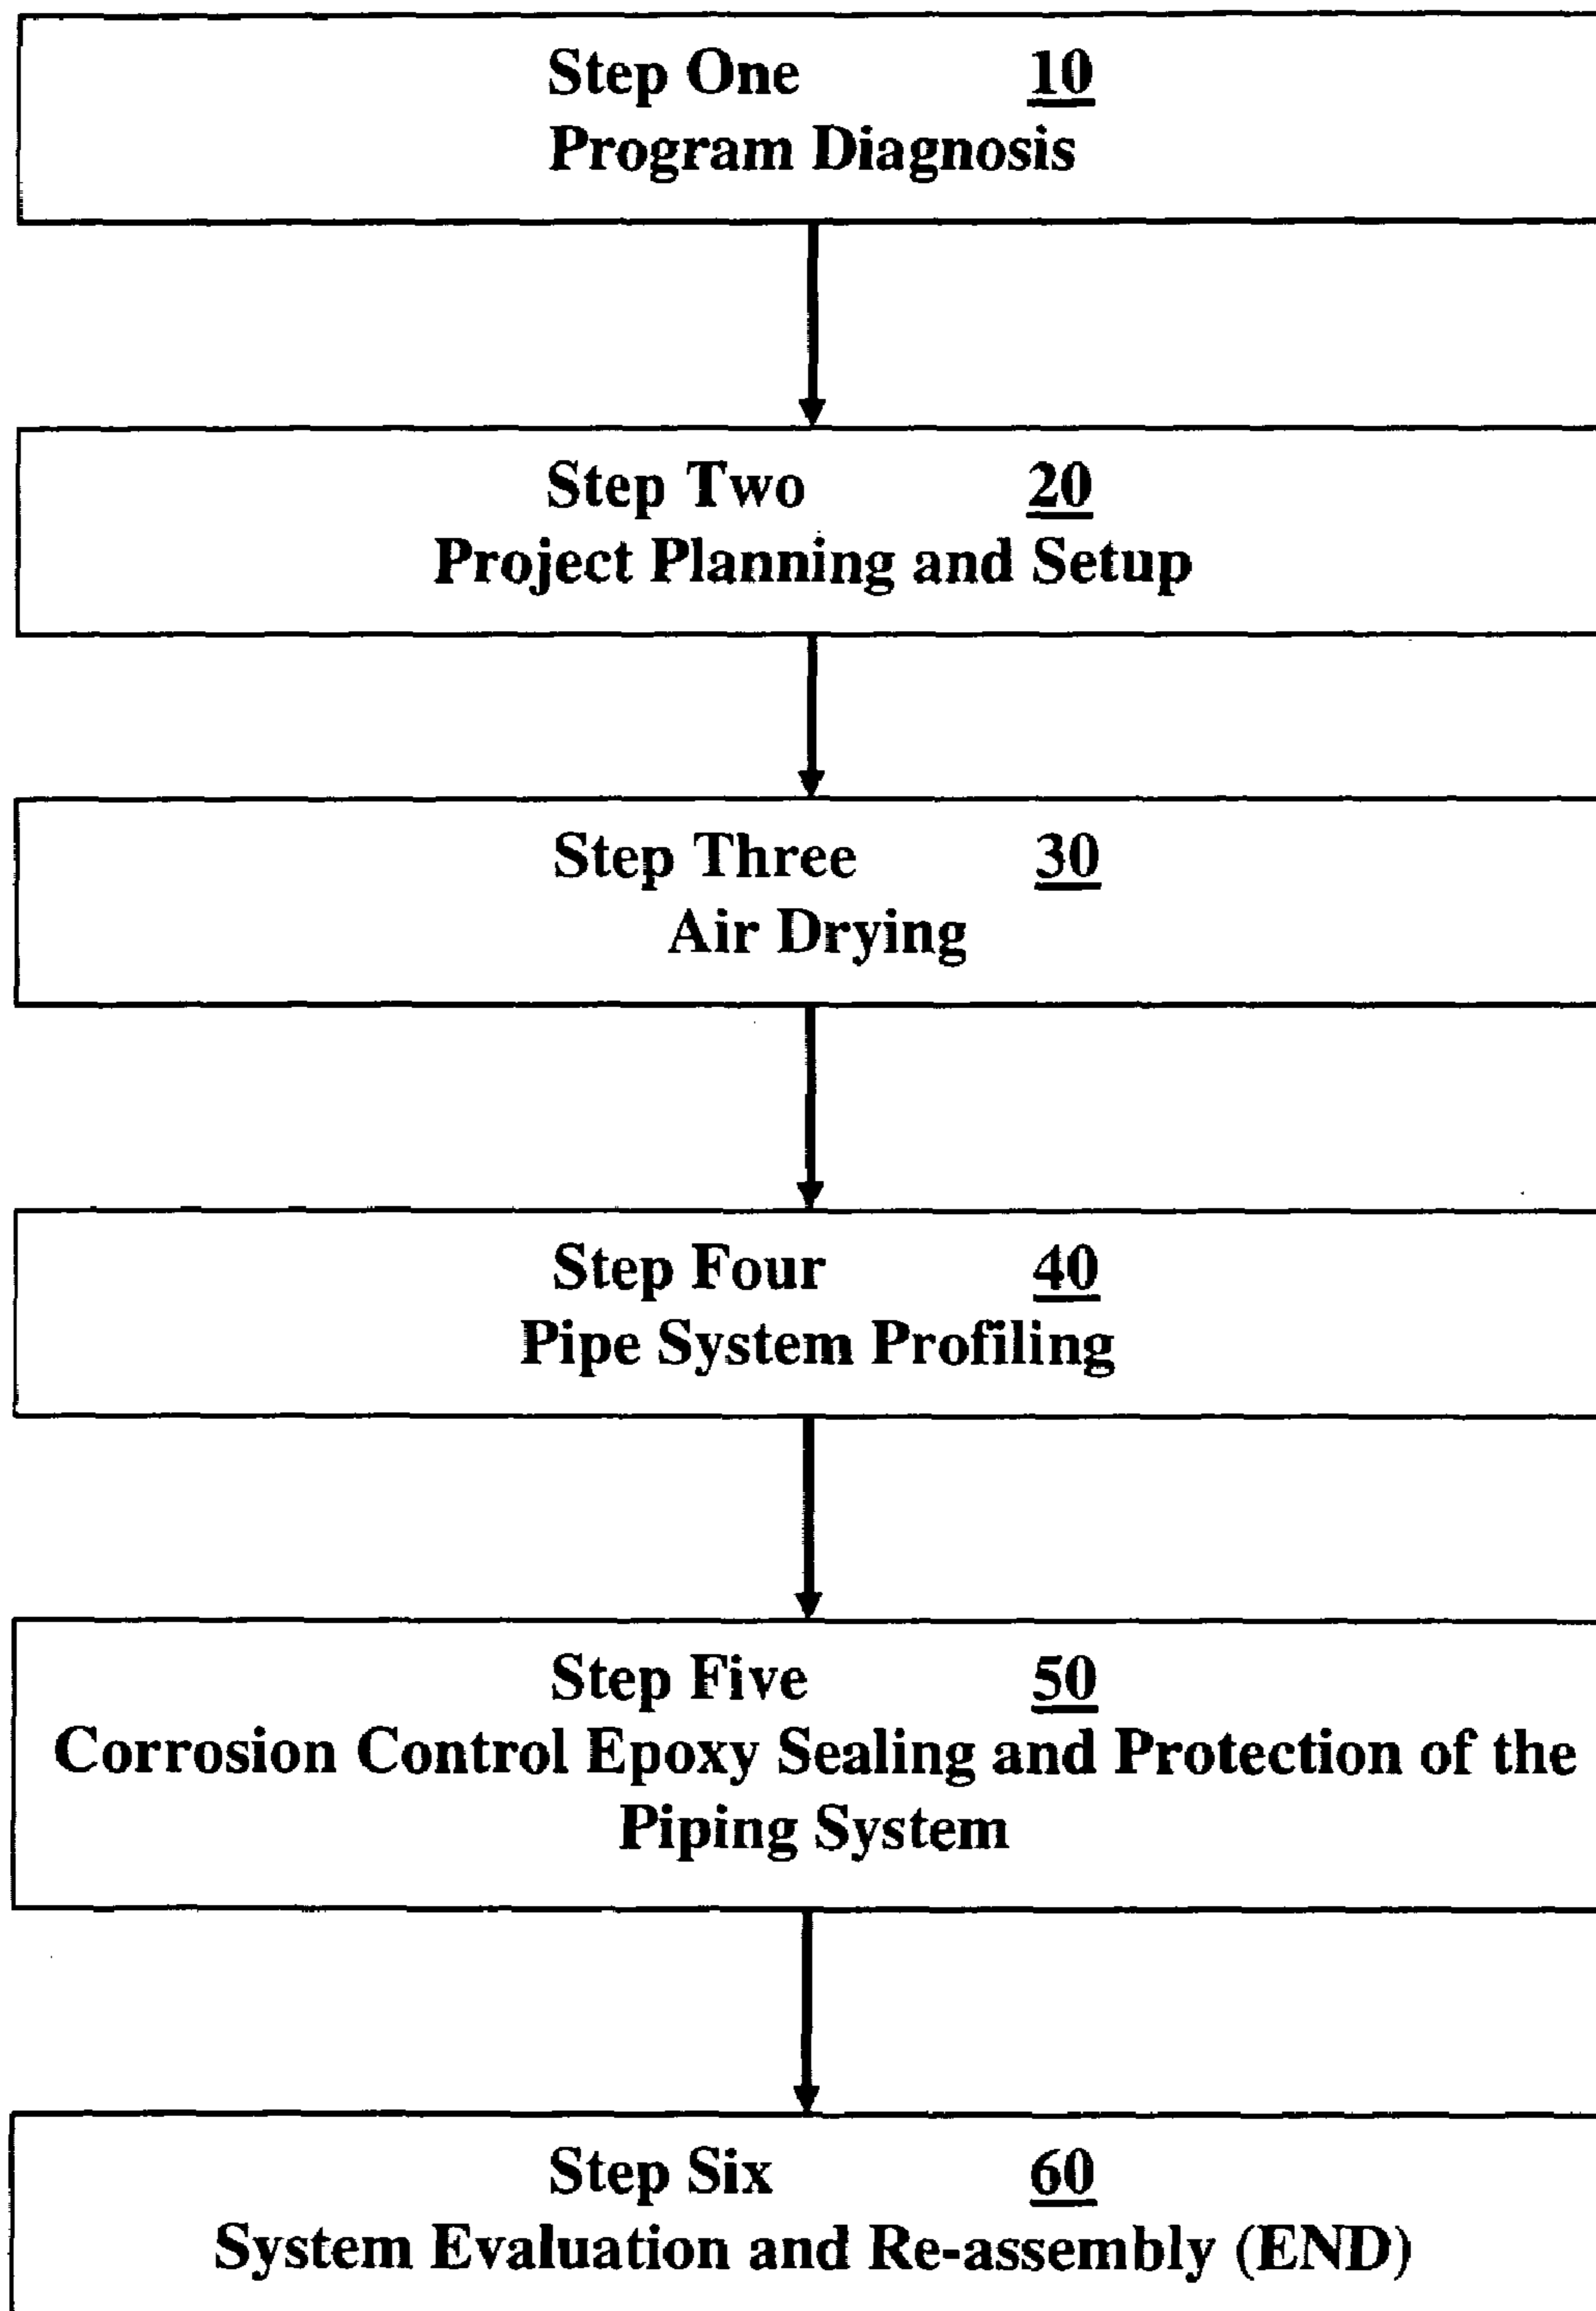 Step One 10
Program Diagnosis
Step Two 20
Project Planning and Setup
Step Three 30
Air Drying
Step Four 40
Pipe System Profiling
Step Five 50
Corrosion Control Epoxy Sealing and Protection of the
Piping System
Step Six 60
System Evaluation and Re-assembly (END)